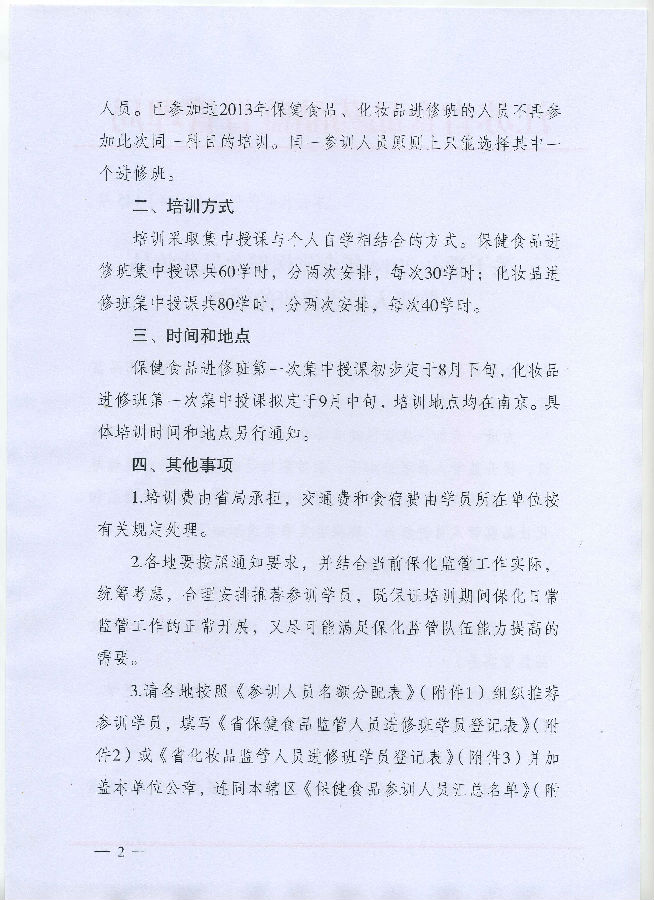 人员。已参加过2013年保健食品、化妆品进修班的人员不再参
加此次同一科目的培训。同一参训人员原则上只能选择其中一
个进修班。
二、培训方式
培训采取集中授课与个人自学相结合的方式。保健食品进
修班集中授课共60学时，分两次安排，每次30学时；化妆品进
修班集中授课共80学时，分两次安排，每次40学时。
三、时间和地点
保健食品进修班第一次集中授课初步定于8月下旬，化妆品
进修班第一次集中授课拟定于9月中旬，培训地点均在南京。具
体培训时间和地点另行通知。
四、其他事项
1.培训费由省局承担，交通费和食宿费由学员所在单位按
有关规定处理。
2.各地要按照通知要求，并结合当前保化监管工作实际，
统筹考虑，合理安排推荐参训学员，既保证培训期间保化日常
监管工作的正常开展，又尽可能满足保化监管队伍能力提高的
需要。
3.请各地按照《参训人员名额分配表》（附件1）组织推荐
参训学员，填写《省保健食品监管人员进修班学员登记表》（附
件2）或《省化妆品监管人员进修班学员登记表》（附件3）并加
盖本单位公章，连同本辖区《保健食品参训人员汇总名单》（附
— 2 —